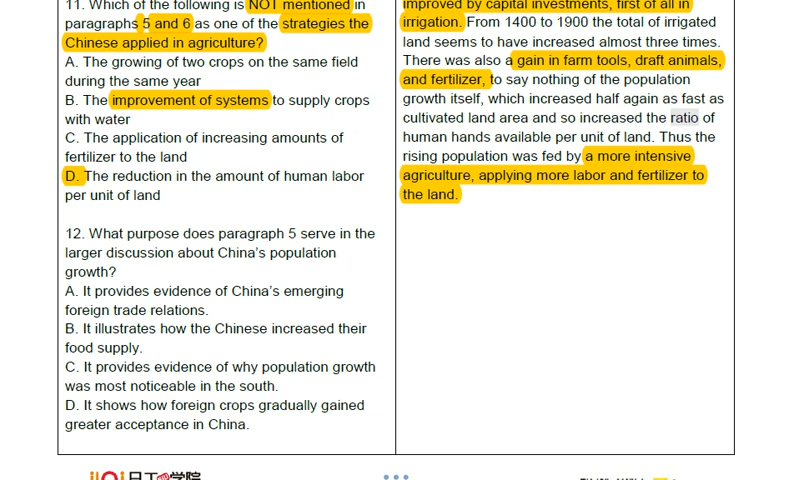 11. Which of the following is NOT mentioned in
paragraphs 5 and 6 as one of the strategies the
Chinese applied in agriculture?
A. The growing of two crops on the same field
during the same year
B. The improvement of systems to supply crops
with water
C. The application of increasing amounts of
fertilizer to the land
D. The reduction in the amount of human labor
per unit of land
12. What purpose does paragraph 5 serve in the
larger discussion about China's population
growth?
A. It provides evidence of China's emerging
foreign trade relations.
B. It illustrates how the Chinese increased their
food supply.
C. It provides evidence of why population growth
was most noticeable in the south.
D. It shows how foreign crops gradually gained
greater acceptance in China.
improved by capital investments, first of all in
irrigation. From 1400 to 1900 the total of irrigated
land seems to have increased almost three times.
There was also a gain in farm tools, draft animals,
and fertilizer, to say nothing of the population
growth itself, which increased half again as fast as
cultivated land area and so increased the ratio of
human hands available per unit of land. Thus the
rising population was fed by a more intensive
agriculture, applying more labor and fertilizer to
the land.